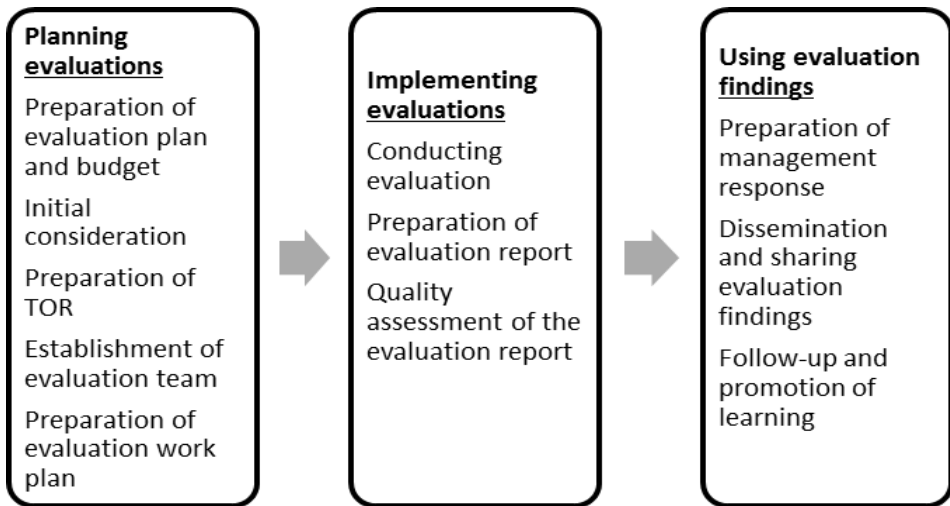 Planning
evaluations
Preparation of
evaluation plan
and budget
Initial
consideration
Preparation of
TOR
Establishment of
evaluation team
Preparation of
evaluation work
plan
Implementing
evaluations
Conducting
evaluation
Preparation of
evaluation report
Quality
assessment of the
evaluation report
Using evaluation
findings
Preparation of
management
response
Dissemination
and sharing
evaluation
findings
Follow-up and
promotion of
learning